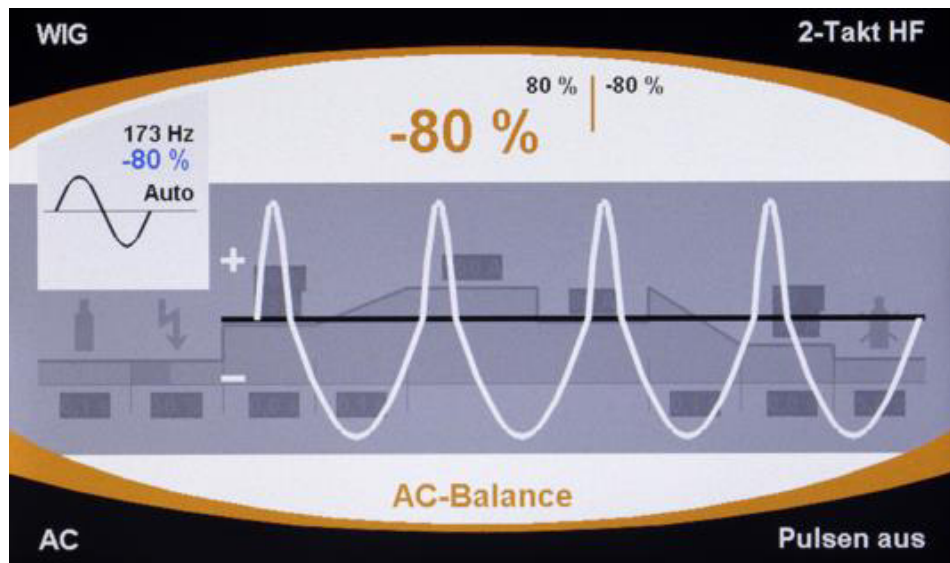 WIG
2-Takt HF
80 % -80 %
-80 %
173 Hz
-80 %
Auto
+
-
AC-Balance
AC
Pulsen aus